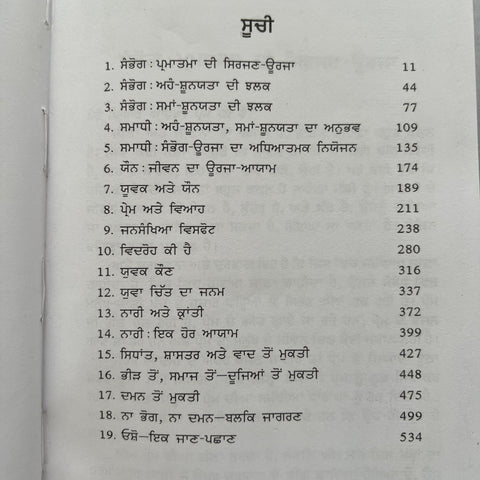 ਸੂਚੀ
1. ਸੰਭੋਗ : ਪ੍ਰਮਾਤਮਾ ਦੀ ਸਿਰਜਣ-ਊਰਜਾ 11
2. ਸੰਭੋਗ : ਅਹੰ-ਸ਼ੂਨਯਤਾ ਦੀ ਝਲਕ 44
3. ਸੰਭੋਗ : ਸਮਾਂ-ਸ਼ੂਨਯਤਾ ਦੀ ਝਲਕ 77
4. ਸਮਾਧੀ : ਅਹੰ-ਸ਼ੂਨਯਤਾ, ਸਮਾਂ-ਸ਼ੂਨਯਤਾ ਦਾ ਅਨੁਭਵ 109
5. ਸਮਾਧੀ : ਸੰਭੋਗ-ਊਰਜਾ ਦਾ ਅਧਿਆਤਮਕ ਨਿਯੋਜਨ 135
6. ਯੌਨ : ਜੀਵਨ ਦਾ ਊਰਜਾ-ਆਯਾਮ 174
7. ਯੁਵਕ ਅਤੇ ਯੌਨ 189
8. ਪ੍ਰੇਮ ਅਤੇ ਵਿਆਹ 211
9. ਜਨਸੰਖਿਆ ਵਿਸਫੋਟ 238
10. ਵਿਦਰੋਹ ਕੀ ਹੈ 280
11. ਯੁਵਕ ਕੌਣ 316
12. ਯੁਵਾ ਚਿੱਤ ਦਾ ਜਨਮ 337
13. ਨਾਰੀ ਅਤੇ ਕ੍ਰਾਂਤੀ 372
14. ਨਾਰੀ : ਇਕ ਹੋਰ ਆਯਾਮ 399
15. ਸਿਧਾਂਤ, ਸ਼ਾਸਤਰ ਅਤੇ ਵਾਦ ਤੋਂ ਮੁਕਤੀ 427
16. ਭੀੜ ਤੋਂ, ਸਮਾਜ ਤੋਂ—ਦੂਜਿਆਂ ਤੋਂ ਮੁਕਤੀ 448
17. ਦਮਨ ਤੋਂ ਮੁਕਤੀ 475
18. ਨਾ ਭੋਗ, ਨਾ ਦਮਨ—ਬਲਕਿ ਜਾਗਰਣ 499
19. ਓਸ਼ੋ—ਇਕ ਜਾਣ-ਪਛਾਣ 534